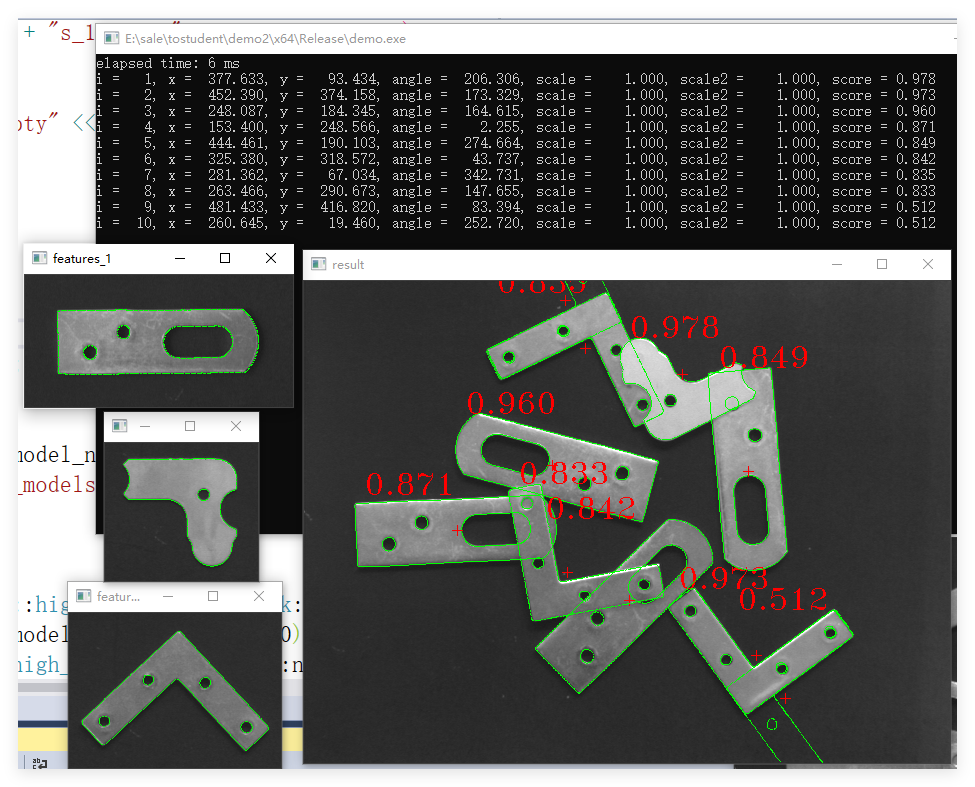 + "s_1
E:\sale\tostudent\demo2\x64\Release\demo.exe
elapsed time: 6 ms
i = 1, x = 377.633, y = 93.434, angle = 206.306, scale = 1.000, scale2 = 1.000, score = 0.978
i = 2, x = 452.390, y = 374.158, angle = 173.329, scale = 1.000, scale2 = 1.000, score = 0.973
i = 3, x = 248.087, y = 184.345, angle = 164.615, scale = 1.000, scale2 = 1.000, score = 0.960
i = 4, x = 153.400, y = 248.566, angle = 2.255, scale = 1.000, scale2 = 1.000, score = 0.871
i = 5, x = 444.461, y = 190.103, angle = 274.664, scale = 1.000, scale2 = 1.000, score = 0.849
i = 6, x = 325.380, y = 318.572, angle = 43.737, scale = 1.000, scale2 = 1.000, score = 0.842
i = 7, x = 281.362, y = 67.034, angle = 342.731, scale = 1.000, scale2 = 1.000, score = 0.835
i = 8, x = 263.466, y = 290.673, angle = 147.655, scale = 1.000, scale2 = 1.000, score = 0.833
i = 9, x = 481.433, y = 416.820, angle = 83.394, scale = 1.000, scale2 = 1.000, score = 0.512
i = 10, x = 260.645, y = 19.460, angle = 252.720, scale = 1.000, scale2 = 1.000, score = 0.512
pty" <<
features_1
result
0.978
0.849
0.960
0.833
0.871
0.842
0.973
0.512
model_n
_models
featur...
:hig
k:
model
0)
high_
:n